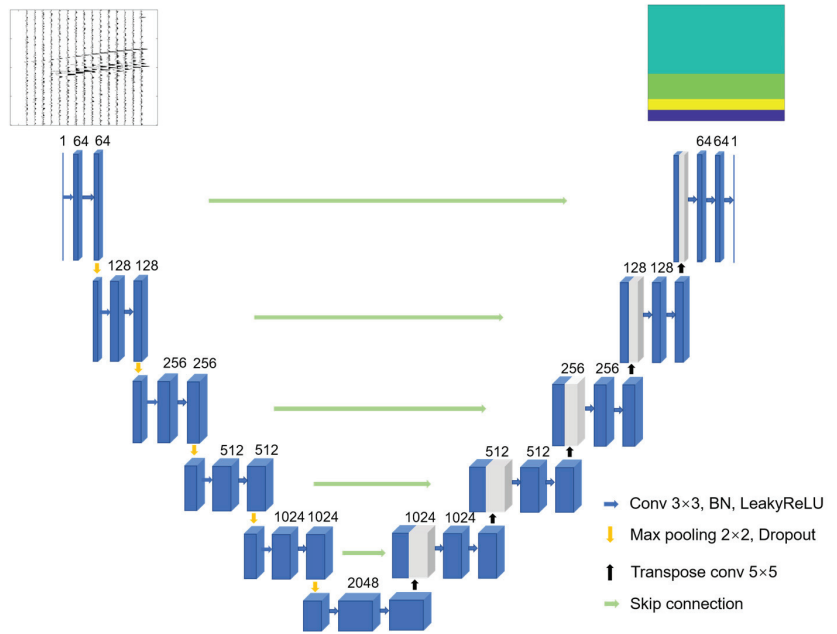 1 64 64
64 64 1
128 128
128 128
256 256
256 256
512 512
512 512
1024 1024
1024 1024
2048
Conv 3×3, BN, LeakyReLU
Max pooling 2×2, Dropout
Transpose conv 5×5
Skip connection